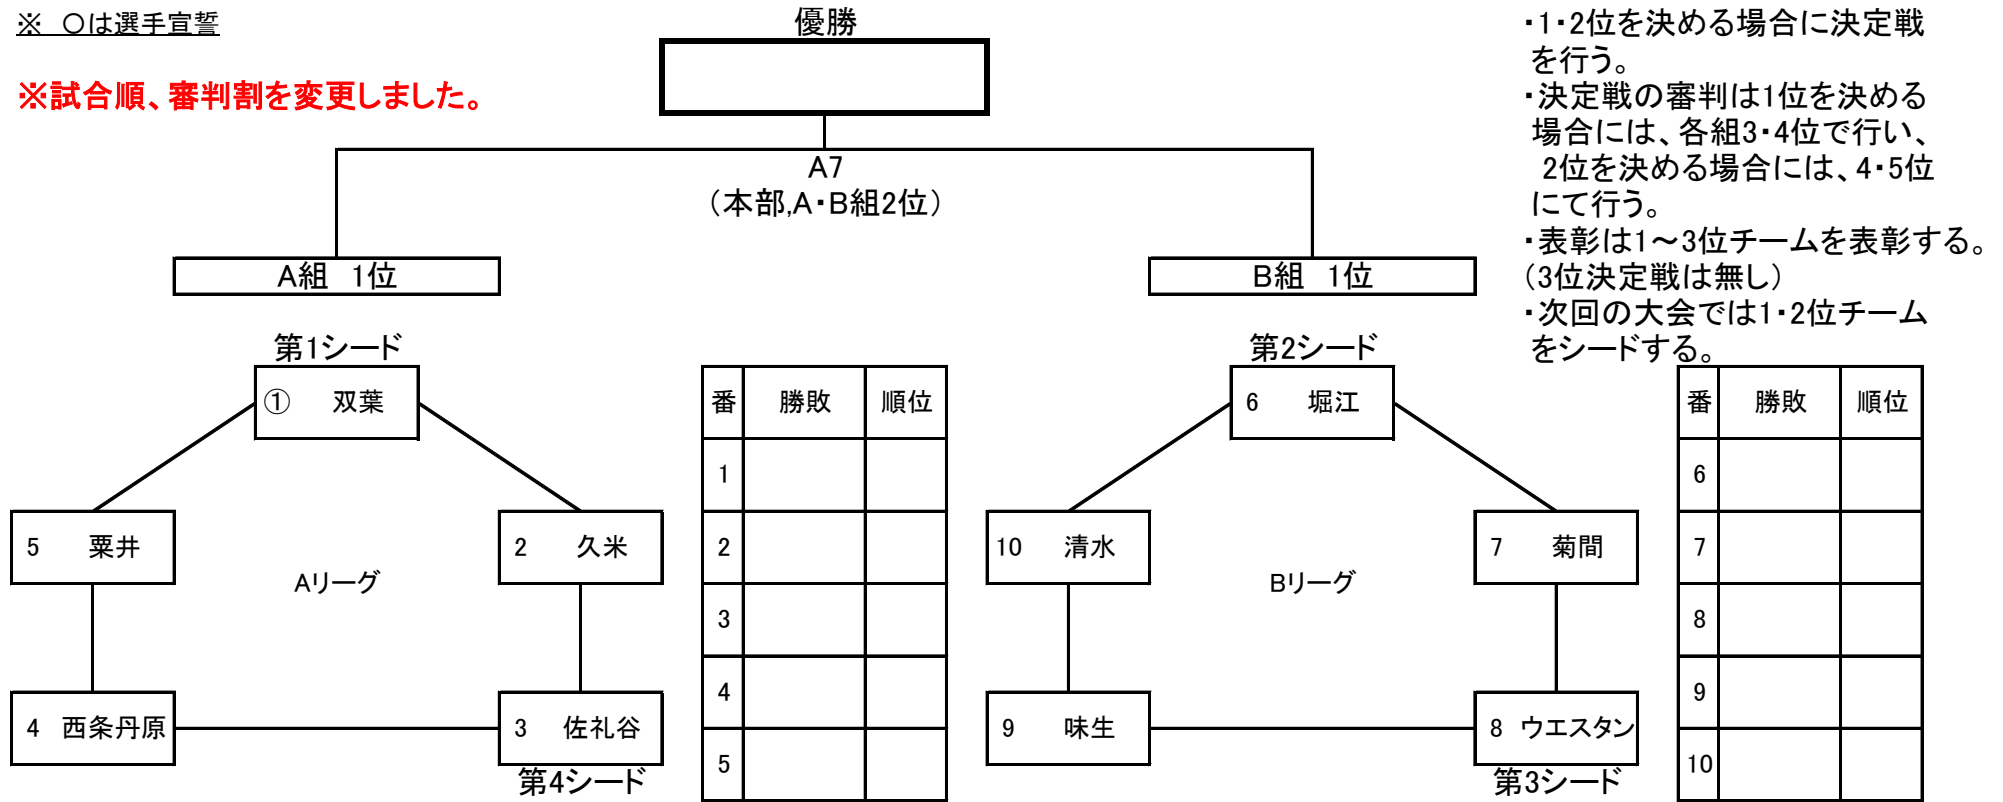 ※　○は選手宣誓
※試合順、審判割を変更しました。
優勝
A7
（本部,A・B組2位）
A組　1位
B組　1位
・1・2位を決める場合に決定戦
を行う。
・決定戦の審判は1位を決める
場合には、各組3・4位で行い、
2位を決める場合には、4・5位
にて行う。
・表彰は1～3位チームを表彰する。
（3位決定戦は無し）
・次回の大会では1・2位チーム
をシードする。
第1シード
①　双葉
5　粟井
2　久米
Aリーグ
4　西条丹原
3　佐礼谷
第4シード
番　勝敗　順位
1
2
3
4
5
第2シード
6　堀江
10　清水
7　菊間
Bリーグ
9　味生
8　ウエスタン
第3シード
番　勝敗　順位
6
7
8
9
10